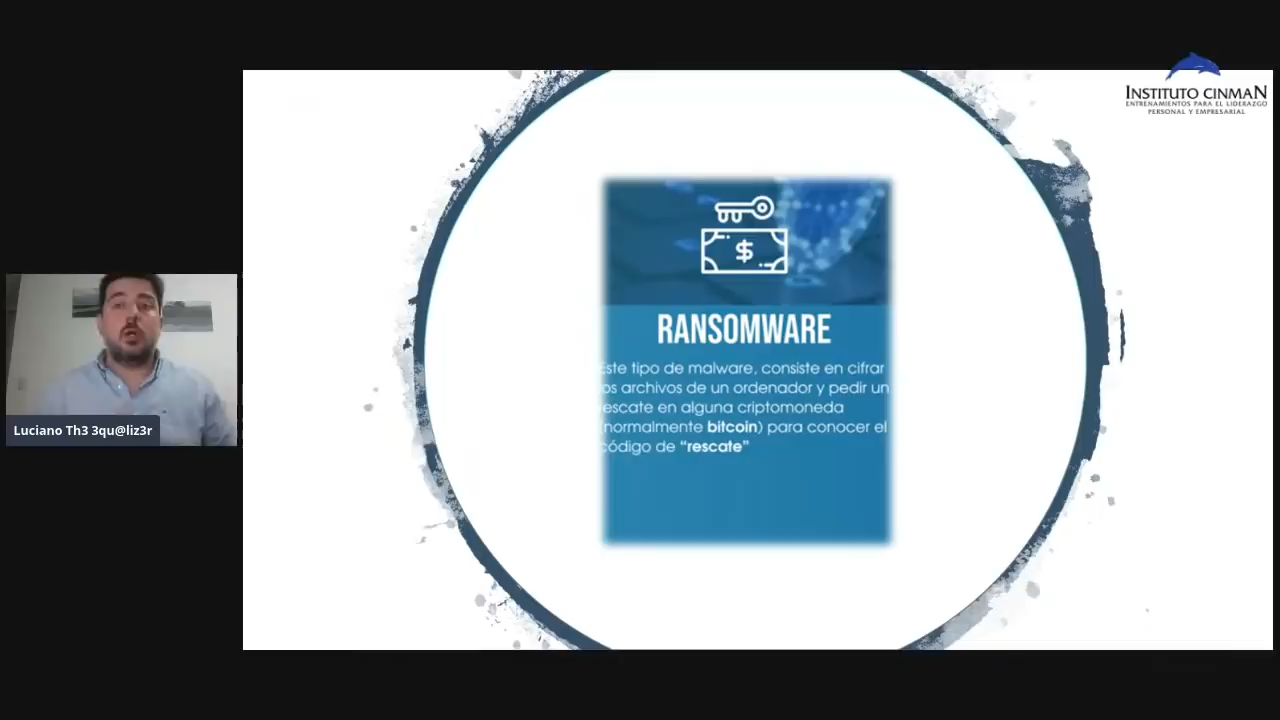 INSTITUTO CINMAN
ENTRENAMIENTOS PARA EL LIDERAZGO
PERSONAL Y EMPRESARIAL
$
RANSOMWARE
Este tipo de malware, consiste en cifrar
os archivos de un ordenador y pedir un
escate en alguna criptomoneda
(normalmente bitcoin) para conocer el
código de “rescate”
Luciano Th3 3qu@liz3r